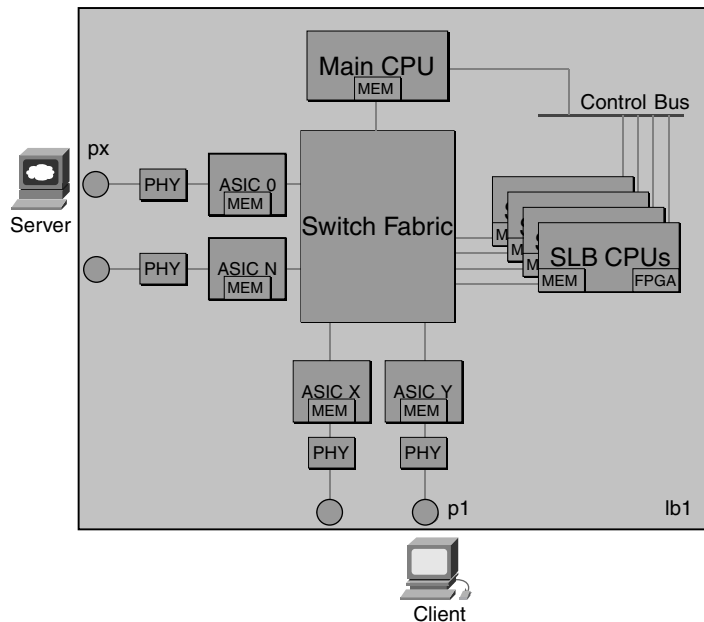 Main CPU
MEM
Control Bus
px
PHY
ASIC 0
MEM
Server
Switch Fabric
PHY
ASIC N
MEM
SLB CPUs
MEM
FPGA
ASIC X
MEM
ASIC Y
MEM
PHY
PHY
p1
lb1
Client